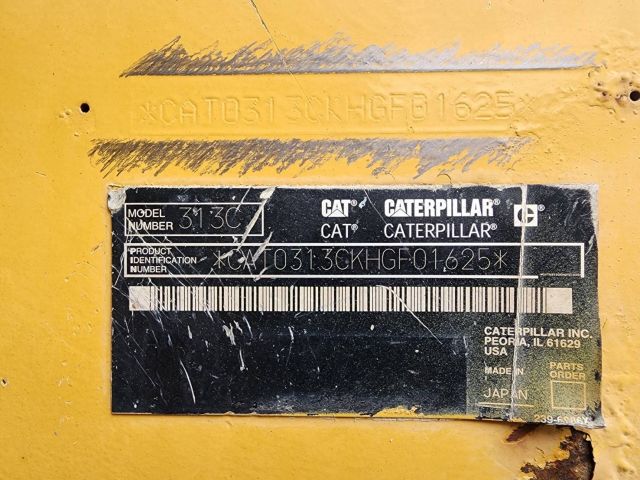 *CAT0313CKHGF01625*
MODEL NUMBER 313C
CAT® CATERPILLAR® C®
CAT® CATERPILLAR®
PRODUCT IDENTIFICATION NUMBER *CAT0313CKHGF01625*
CATERPILLAR INC.
PEORIA, IL 61629
USA
MADE IN
JAPAN
PARTS ORDER